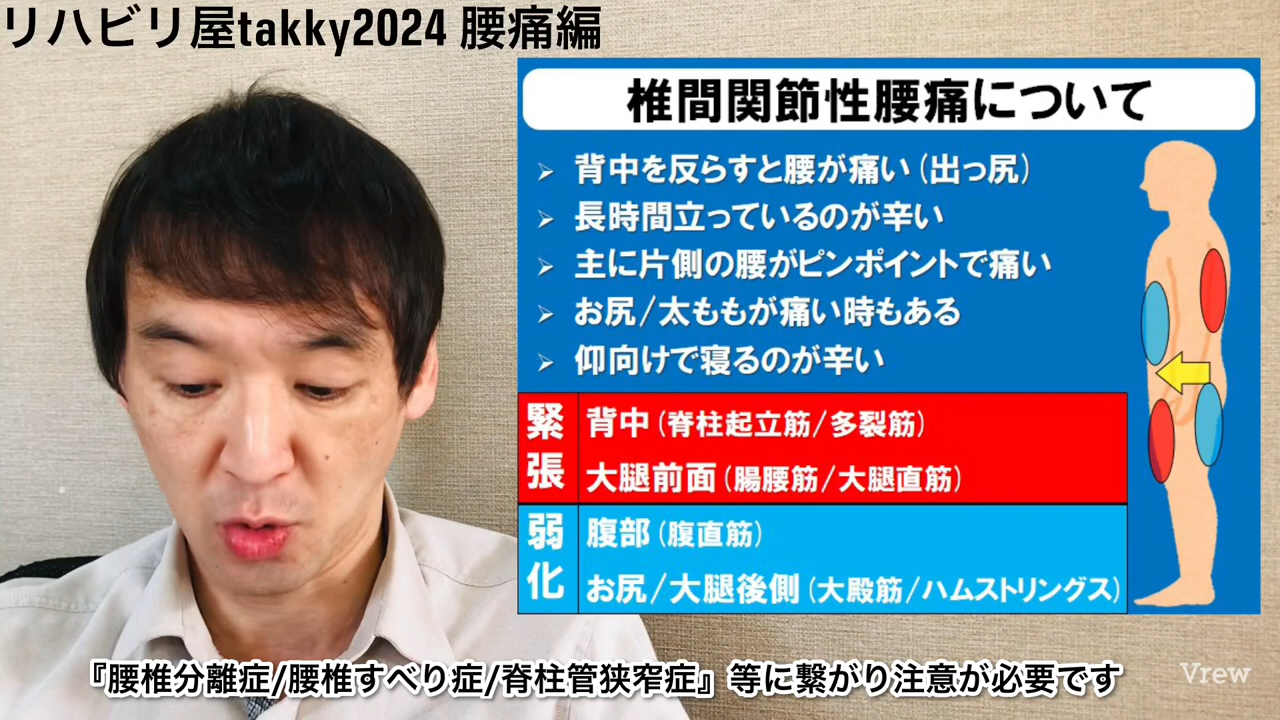 リハビリ屋takky2024 腰痛編
椎間関節性腰痛について
➢ 背中を反らすと腰が痛い(出っ尻)
➢ 長時間立っているのが辛い
➢ 主に片側の腰がピンポイントで痛い
➢ お尻/太ももが痛い時もある
➢ 仰向けで寝るのが辛い
緊張
背中(脊柱起立筋/多裂筋)
大腿前面(腸腰筋/大腿直筋)
弱化
腹部(腹直筋)
お尻/大腿後側(大殿筋/ハムストリングス)
『腰椎分離症/腰椎すべり症/脊柱管狭窄症』等に繋がり注意が必要です
Vrew